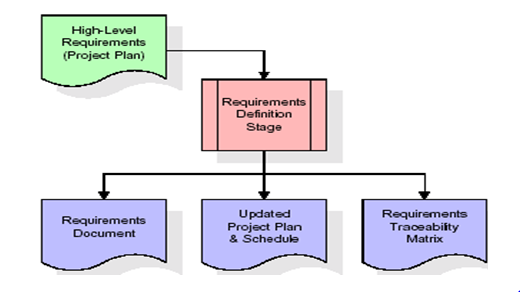 High-Level
Requirements
(Project Plan)
Requirements
Definition
Stage
Requirements
Document
Updated
Project Plan
& Schedule
Requirements
Traceability
Matrix